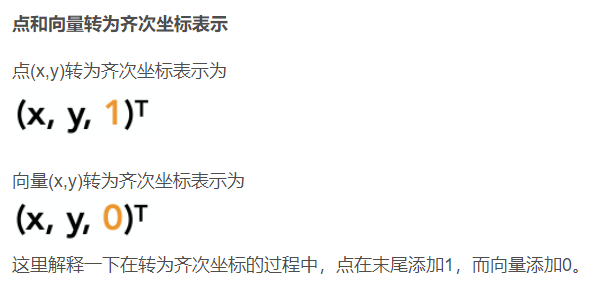 点和向量转为齐次坐标表示
点(x,y)转为齐次坐标表示为
(x, y, 1)ᵀ
向量(x,y)转为齐次坐标表示为
(x, y, 0)ᵀ
这里解释一下在转为齐次坐标的过程中，点在末尾添加1，而向量添加0。